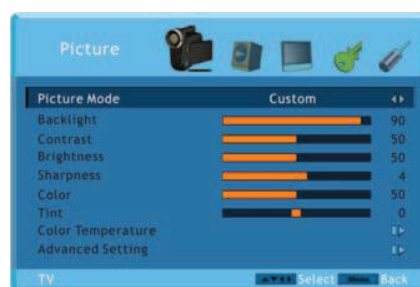 Picture
Picture Mode Custom
Backlight 90
Contrast 50
Brightness 50
Sharpness 4
Color 50
Tint 0
Color Temperature
Advanced Setting
TV Select Menu Back